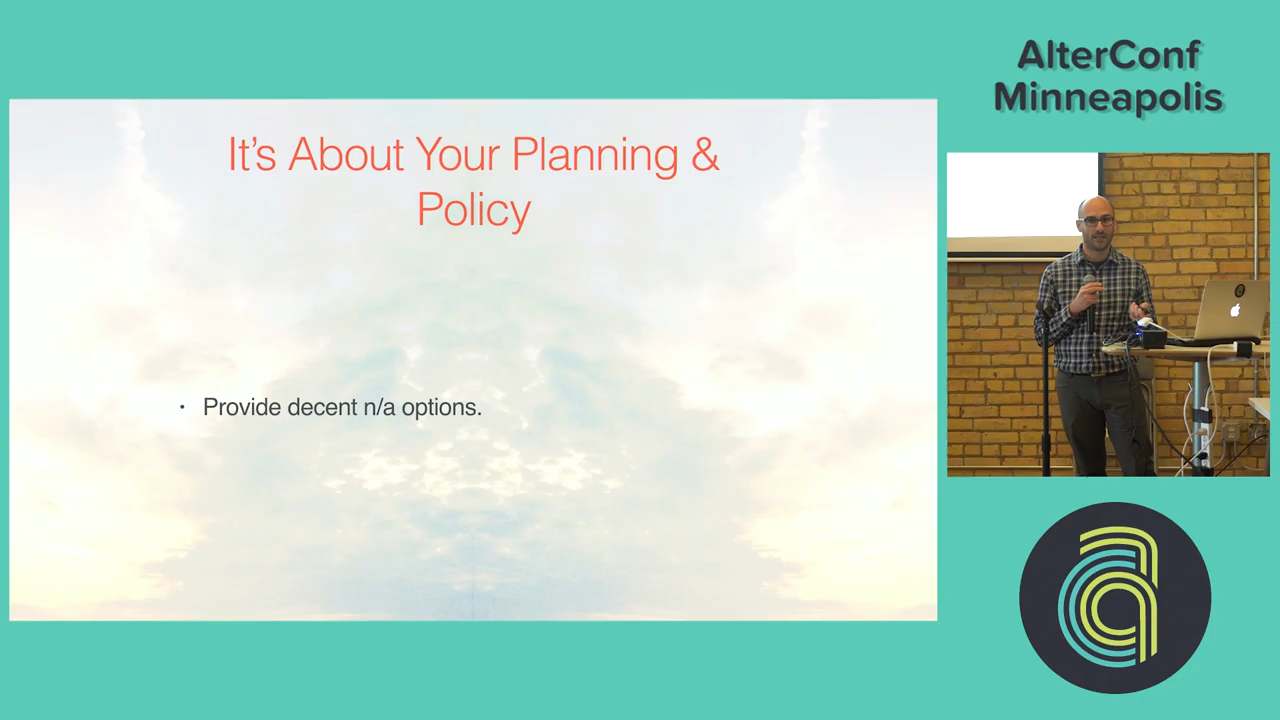 AlterConf
Minneapolis
It's About Your Planning &
Policy
• Provide decent n/a options.